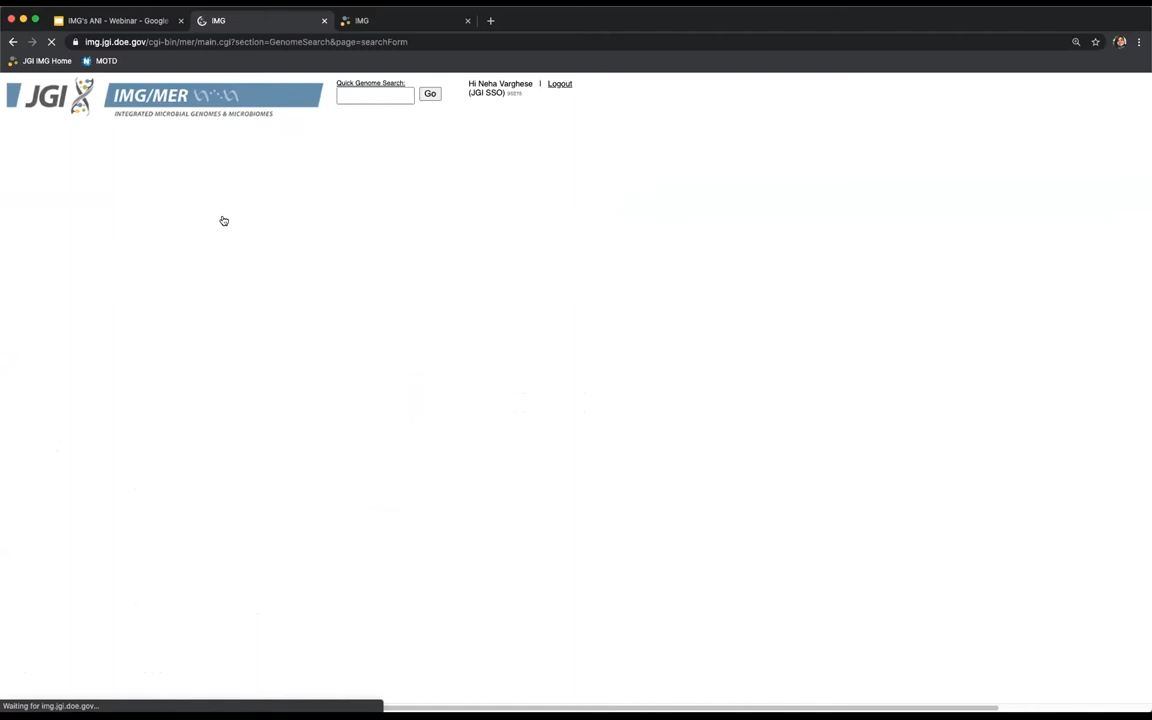 IMG's ANI - Webinar - Google
IMG
IMG
img.jgi.doe.gov/cgi-bin/mer/main.cgi?section=GenomeSearch&page=searchForm
JGI IMG Home
MOTD
JGI
IMG/MER
INTEGRATED MICROBIAL GENOMES & MICROBIOMES
Quick Genome Search:
Go
Hi Neha Varghese | Logout
(JGI SSO)
Waiting for img.jgi.doe.gov...